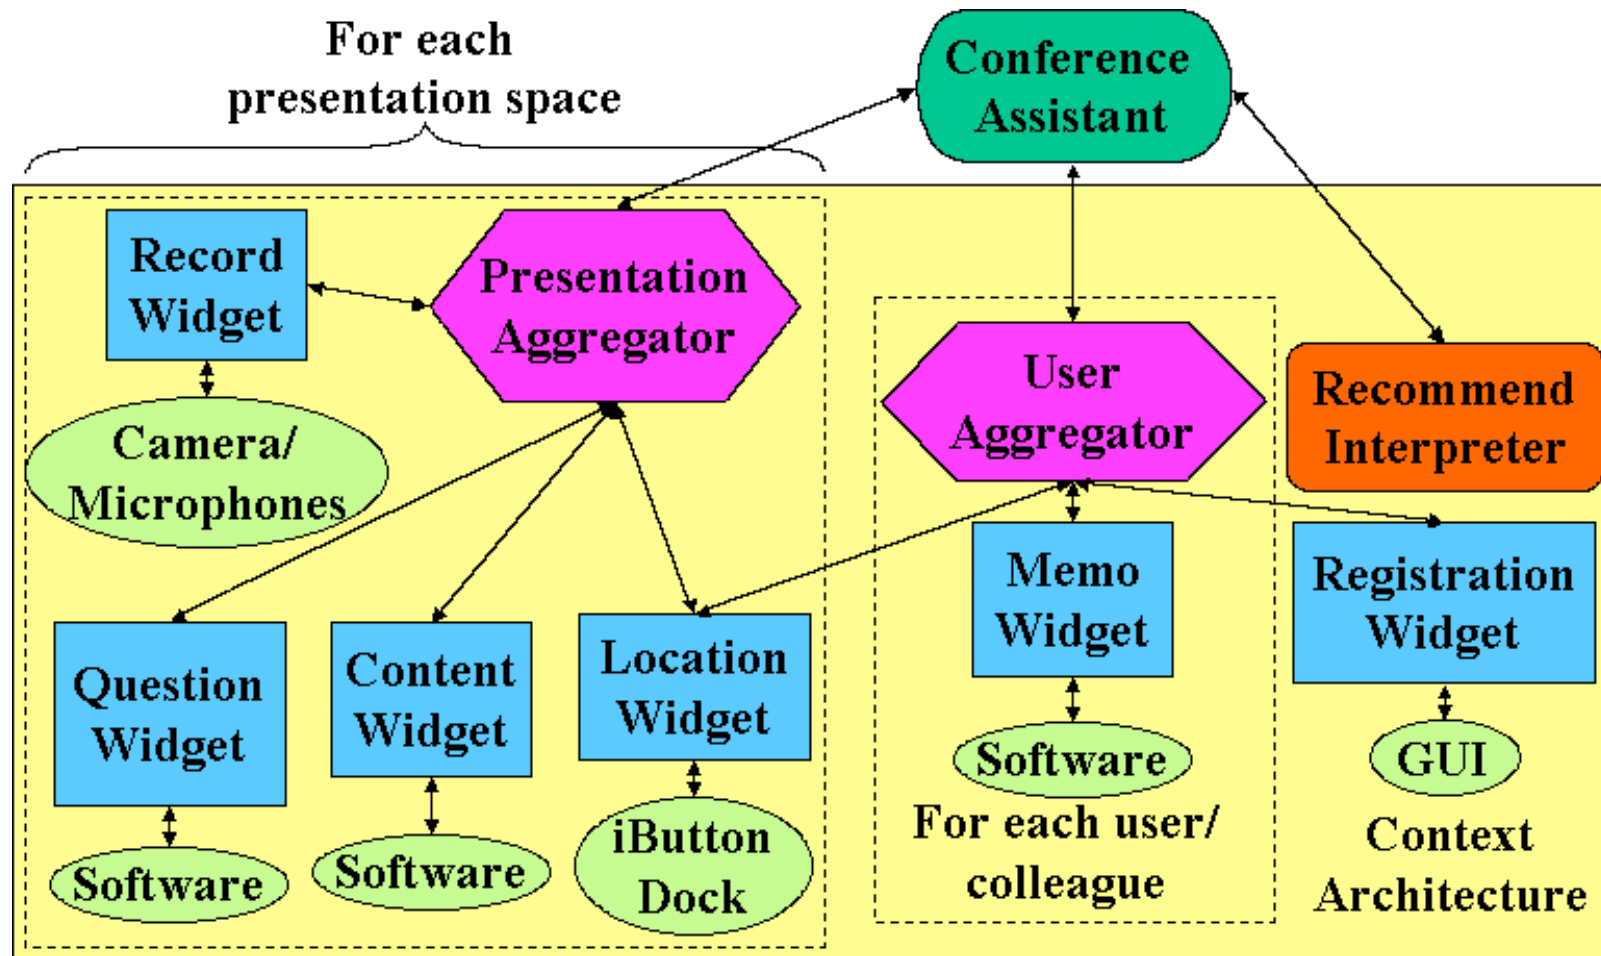 For each
presentation space
Conference
Assistant
Record
Widget
Presentation
Aggregator
User
Aggregator
Recommend
Interpreter
Camera/
Microphones
Memo
Widget
Registration
Widget
Question
Widget
Content
Widget
Location
Widget
Software
GUI
Software
Software
iButton
Dock
For each user/
colleague
Context
Architecture